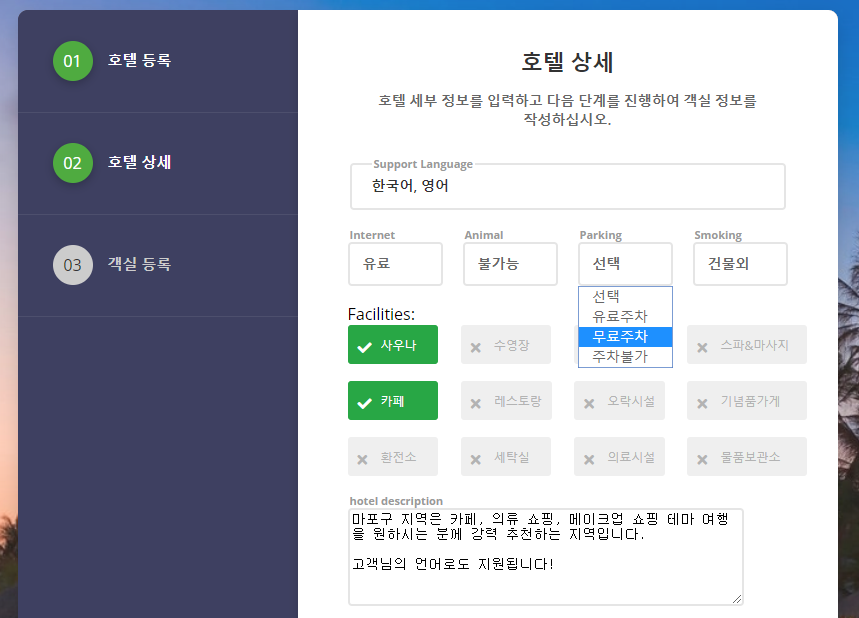 01 호텔 등록
02 호텔 상세
03 객실 등록
호텔 상세
호텔 세부 정보를 입력하고 다음 단계를 진행하여 객실 정보를
작성하십시오.
Support Language
한국어, 영어
Internet Animal Parking Smoking
유료 불가능 선택 건물외
선택
유료주차
무료주차
주차불가
Facilities:
사우나 수영장 스파&마사지
카페 레스토랑 오락시설 기념품가게
환전소 세탁실 의료시설 물품보관소
hotel description
마포구 지역은 카페, 의류 쇼핑, 메이크업 쇼핑 테마 여행
을 원하시는 분께 강력 추천하는 지역입니다.
고객님의 언어로도 지원됩니다!